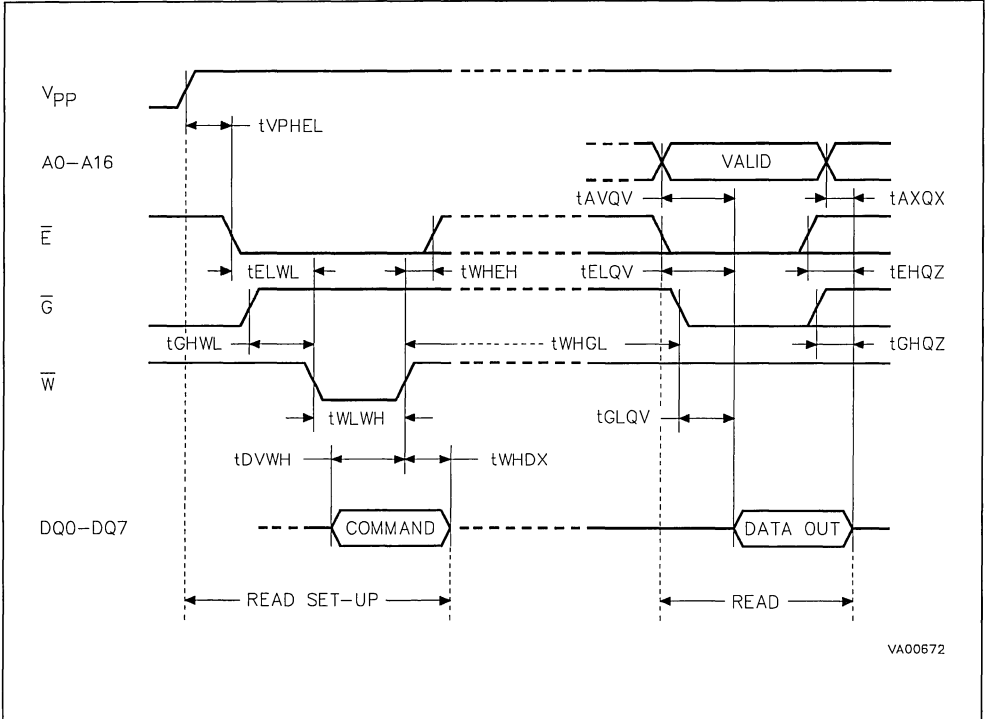 VPP
tVPHEL
A0–A16
VALID
tAVQV
tAXQX
E
tELWL
tWHEH
tELQV
tEHQZ
G
tGHWL
tWHGL
tGHQZ
W
tWLWH
tGLQV
tDVWH
tWHDX
DQ0–DQ7
COMMAND
DATA OUT
READ SET–UP
READ
VA00672